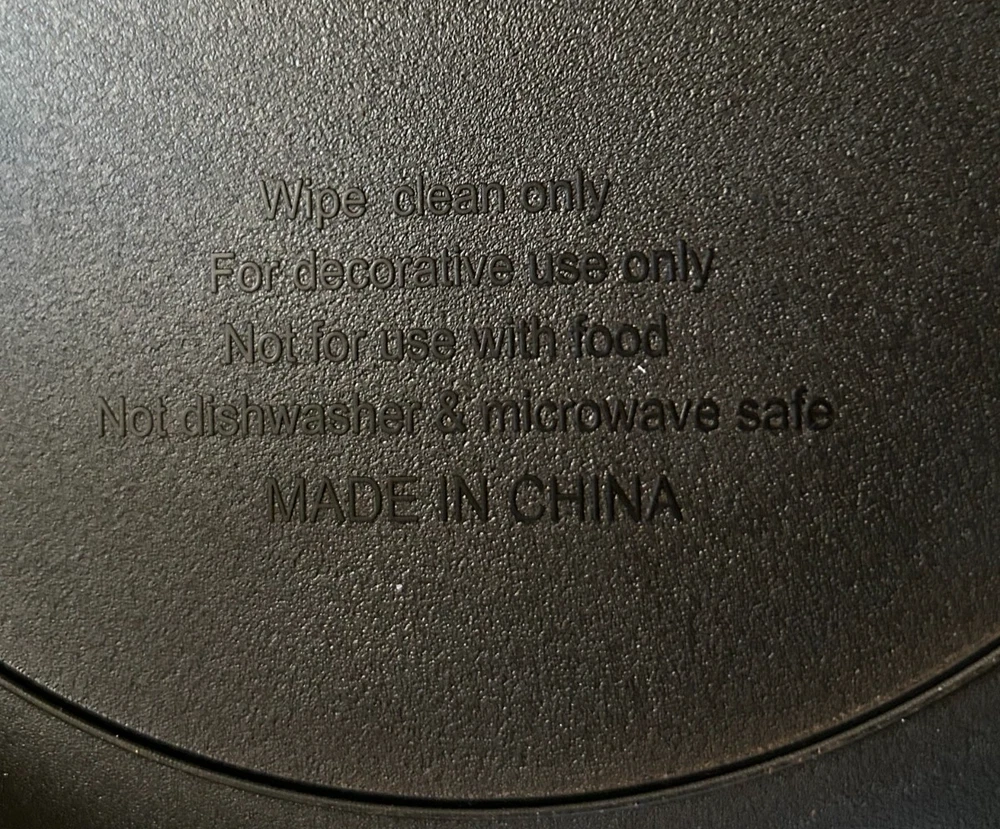 Wipe clean only
For decorative use only
Not for use with food
Not dishwasher & microwave safe
MADE IN CHINA